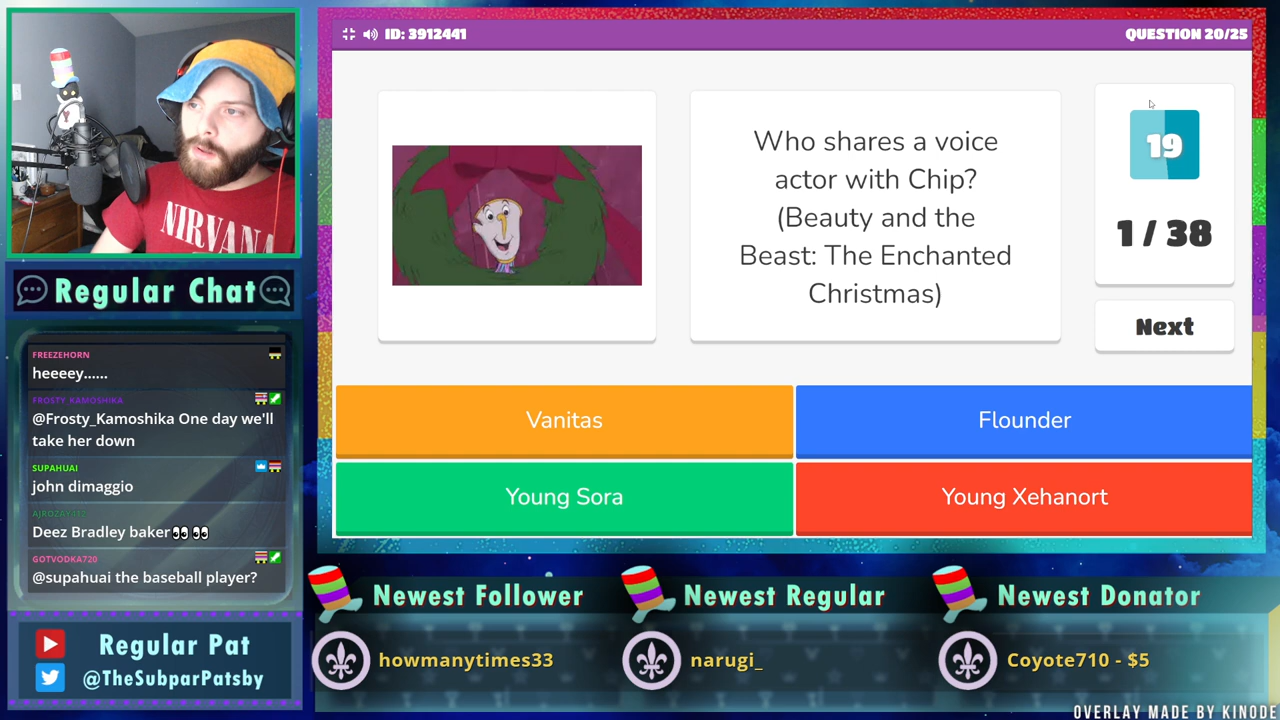 ID: 3912441
QUESTION 20/25
Who shares a voice
actor with Chip?
(Beauty and the
Beast: The Enchanted
Christmas)
19
1 / 38
Next
Vanitas
Flounder
Young Sora
Young Xehanort
NIRVANA
Regular Chat
FREEZEHORN
heeeey......
FROSTY_KAMOSHIKA
@Frosty_Kamoshika One day we'll
take her down
SUPAHUAI
john dimaggio
Deez Bradley baker👀👀
GOTVODKA720
@supahuai the baseball player?
Regular Pat
@TheSubparPatsby
Newest Follower
howmanytimes33
Newest Regular
narugi_
Newest Donator
Coyote710 - $5
OVERLAY MADE BY KINODE